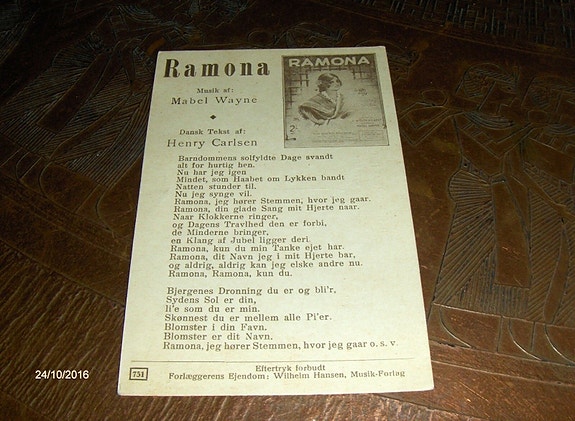 Ramona
RAMONA
Musik af:
Mabel Wayne
Dansk Tekst af:
Henry Carlsen
Barndommens solfyldte Dage svandt
alt for hurtig hen.
Nu har jeg igen
Mindet, som Haabet om Lykken bandt
Natten stunder til.
Nu jeg synge vil.
Ramona, jeg hører Stemmen, hvor jeg gaar.
Ramona, din glade Sang mit Hjerte naar.
Naar Klokkerne ringer,
og Dagens Travlhed den er forbi,
de Minderne bringer,
en Klang af Jubel ligger deri.
Ramona, kun du min Tanke ejet har.
Ramona, dit Navn jeg i mit Hjerte bar,
og aldrig, aldrig kan jeg elske andre nu.
Ramona, Ramona, kun du.
Bjergenes Dronning du er og bli'r.
Sydens Sol er din,
li'e som du er min.
Skønnest du er mellem alle Pi'er.
Blomster i din Favn.
Blomster er dit Navn.
Ramona, jeg hører Stemmen, hvor jeg gaar o. s. v.
751
Eftertryk forbudt
Forlæggerens Ejendom: Wilhelm Hansen, Musik-Forlag
24/10/2016